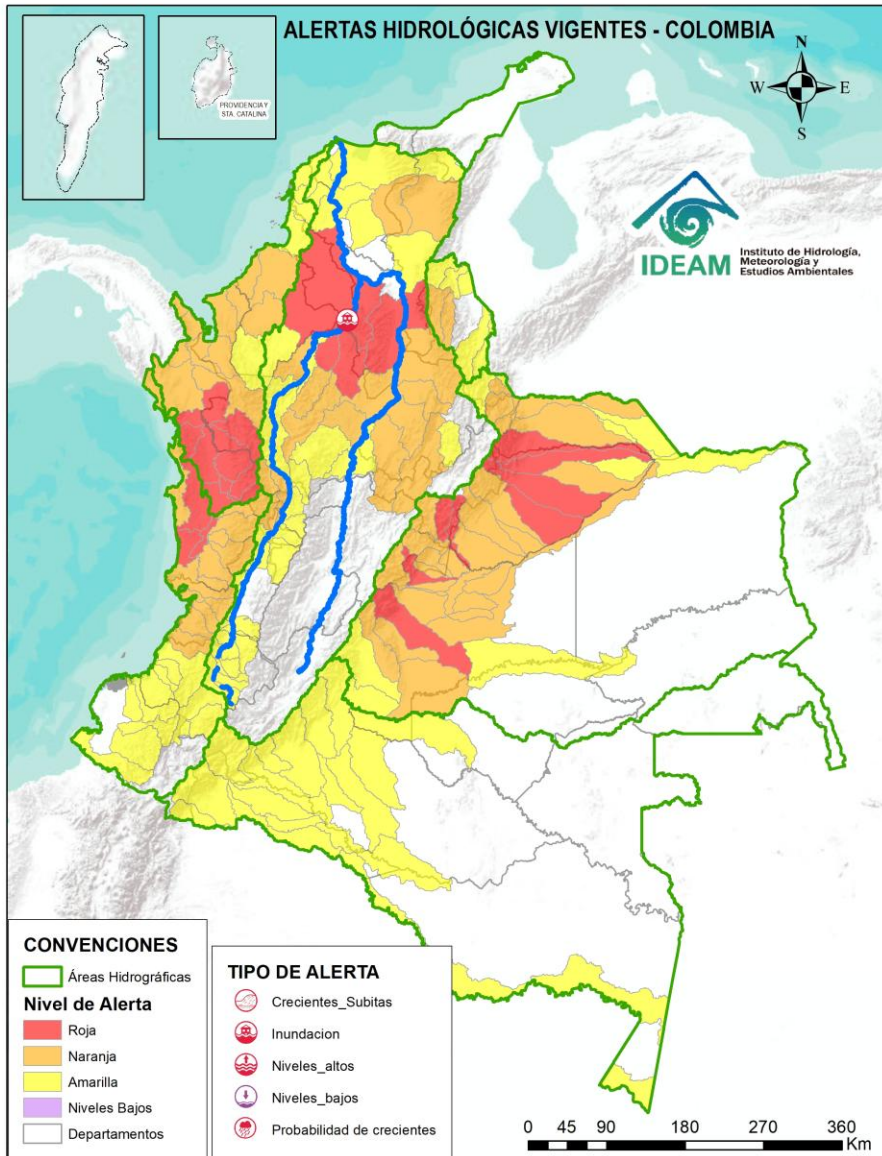 ALERTAS HIDROLÓGICAS VIGENTES - COLOMBIA
PROVIDENCIA Y
STA. CATALINA
N
W
E
S
IDEAM
Instituto de Hidrología,
Meteorología y
Estudios Ambientales
CONVENCIONES
Áreas Hidrográficas
Nivel de Alerta
Roja
Naranja
Amarilla
Niveles Bajos
Departamentos
TIPO DE ALERTA
Crecientes_Subitas
Inundacion
Niveles_altos
Niveles_bajos
Probabilidad de crecientes
0 45 90 180 270 360
Km